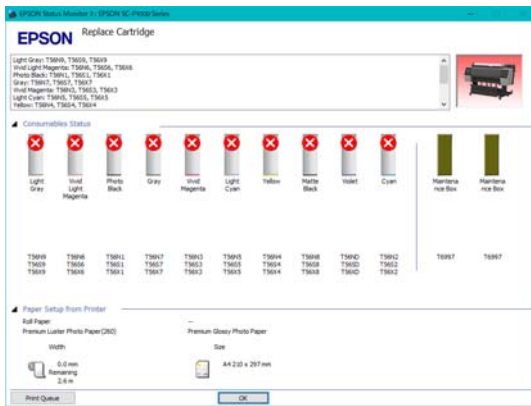 EPSON Status Monitor 3 : EPSON SC-P9500 Series
EPSON
Replace Cartridge
Light Gray: T56N9, T56S9, T56X9
Vivid Light Magenta: T56N6, T56S6, T56X6
Photo Black: T56N1, T56S1, T56X1
Gray: T56N7, T56S7, T56X7
Vivid Magenta: T56N3, T56S3, T56X3
Light Cyan: T56N5, T56S5, T56X5
Yellow: T56N4, T56S4, T56X4
Consumables Status
Light Gray
Vivid Light Magenta
Photo Black
Gray
Vivid Magenta
Light Cyan
Yellow
Matte Black
Violet
Cyan
Maintena nce Box
Maintena nce Box
T56N9 T56N6 T56N1 T56N7 T56N3 T56N5 T56N4 T56N8 T56ND T56N2 T6997 T6997
T56S9 T56S6 T56S1 T56S7 T56S3 T56S5 T56S4 T56S8 T56SD T56S2
T56X9 T56X6 T56X1 T56X7 T56X3 T56X5 T56X4 T56X8 T56XD T56X2
Paper Setup from Printer
Roll Paper
---
Premium Luster Photo Paper(260)
Premium Glossy Photo Paper
Width
Size
0.0 mm
A4 210 x 297 mm
Remaining
2.6 m
Print Queue
OK